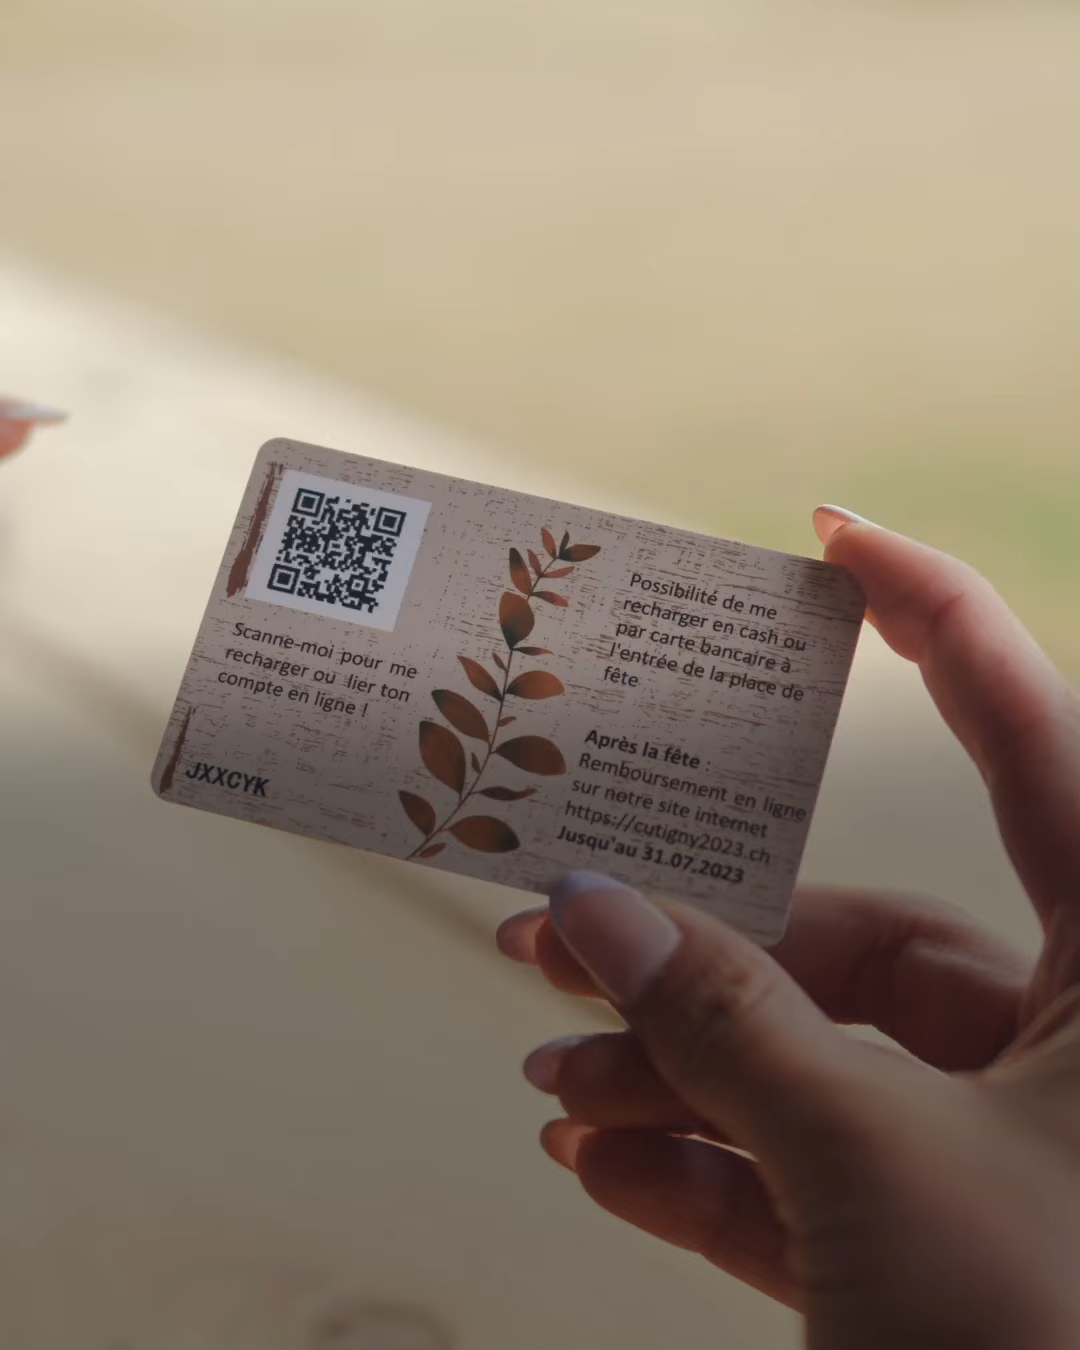 Scanne-moi pour me
recharger ou lier ton
compte en ligne !
JXXCYK
Possibilité de me
recharger en cash ou
par carte bancaire à
l'entrée de la place de
fête
Après la fête :
Remboursement en ligne
sur notre site internet
https://cutigny2023.ch
Jusqu'au 31.07.2023